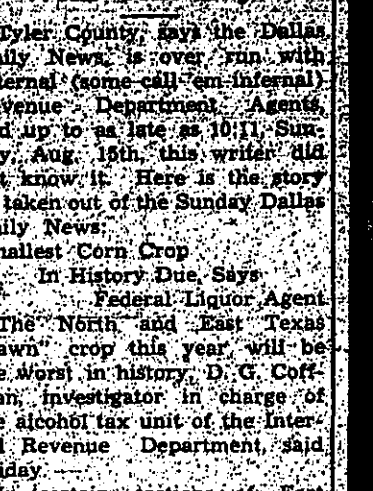 Tyler County, says the Dallas
ily News, is over run with
ternal (some call 'em infernal)
venue Department Agents,
d up to as late as 10:11, Sun-
y, Aug. 15th, this writer did
t know it. Here is the story
taken out of the Sunday Dallas
ily News:
mallest Corn Crop
In History Due, Says
Federal Liquor Agent
The North and East Texas
awn" crop this year will be
e worst in history, D. G. Coff-
an, investigator in charge of
e alcohol tax unit of the Inter-
l Revenue Department, said
iday.